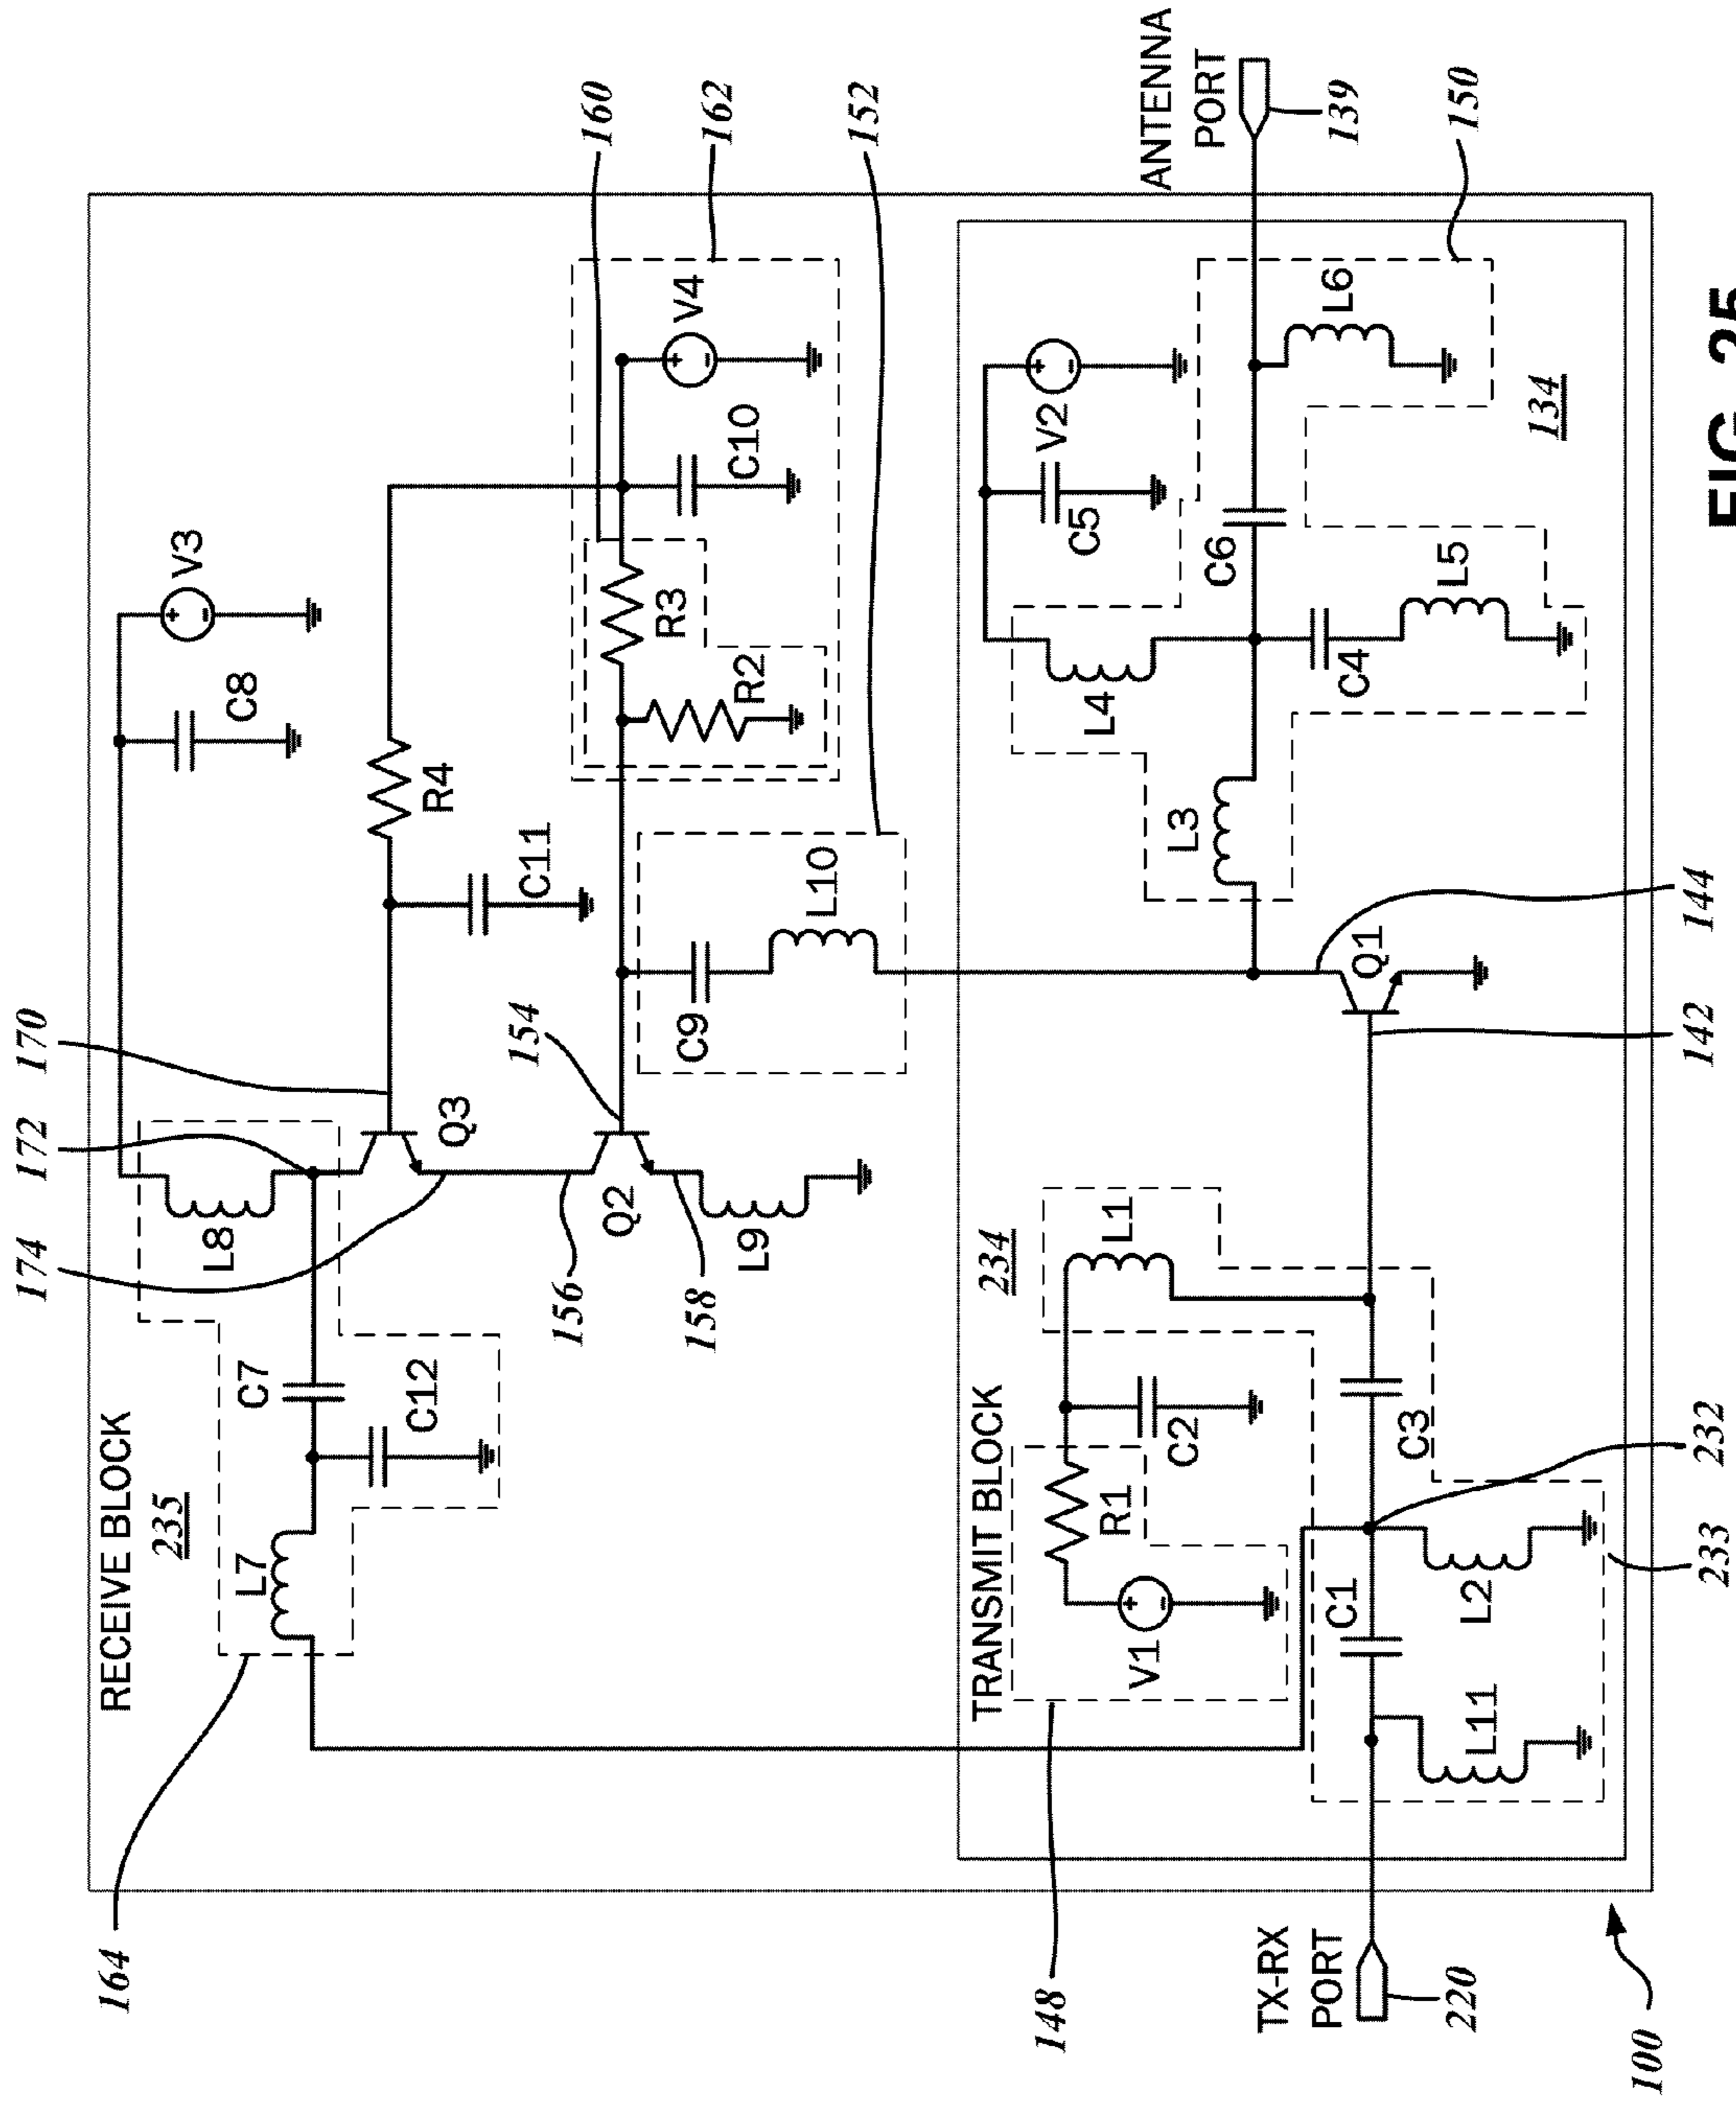 174
172
170
RECEIVE BLOCK
235
164
L7
C7
C12
L8
Q3
156
Q2
158
L9
154
R4
C11
C8
V3
160
162
152
R3
R2
C10
V4
C9
L10
TRANSMIT BLOCK
234
148
V1
R1
C2
L1
TX-RX
PORT
220
100
L11
C1
L2
C3
232
233
142
144
Q1
L3
L4
C4
L5
C5
V2
C6
L6
134
150
ANTENNA
PORT
139
FIG. 25